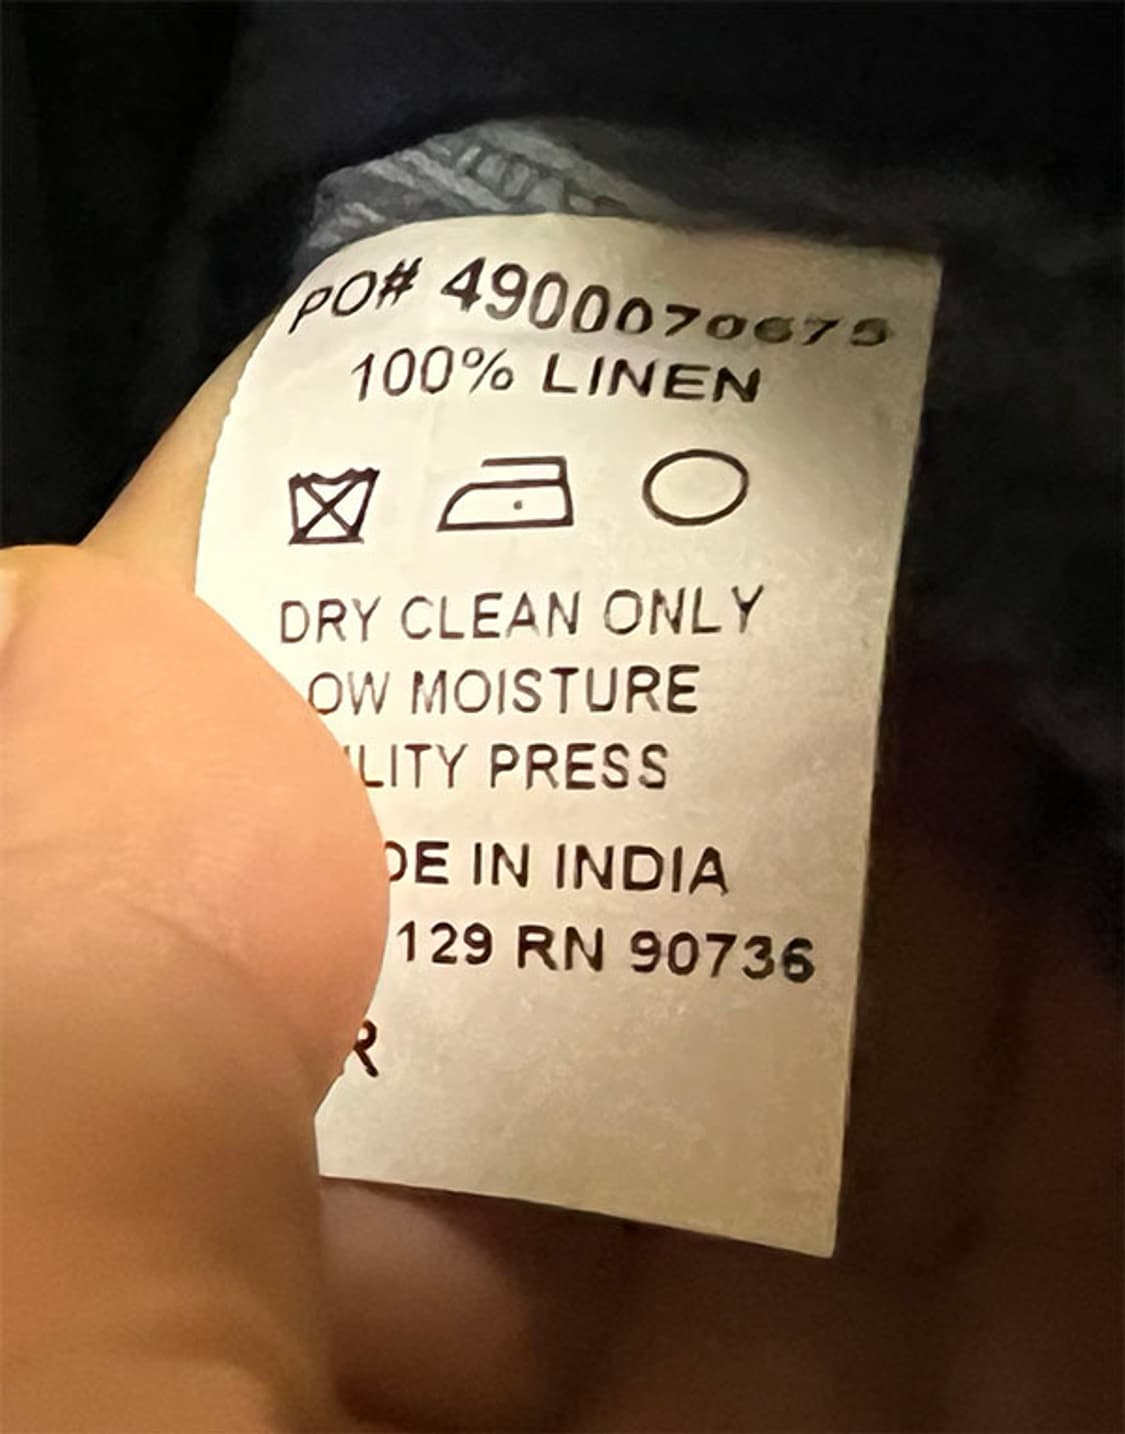 PO# 4900070675
100% LINEN
DRY CLEAN ONLY
OW MOISTURE
LITY PRESS
DE IN INDIA
129 RN 90736
R